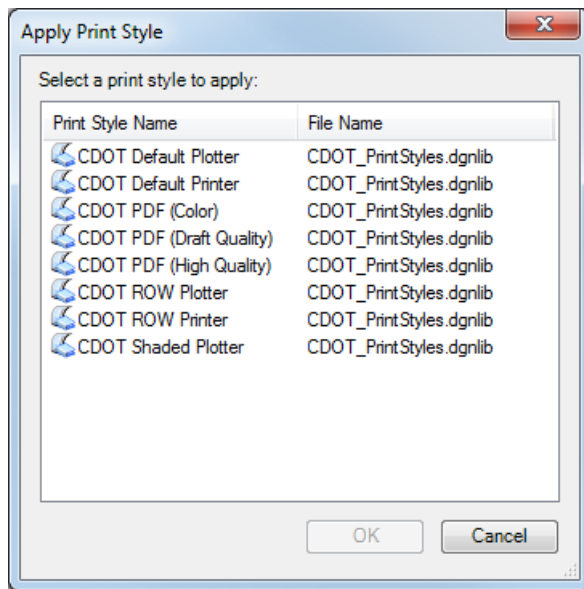 Apply Print Style
Select a print style to apply:
Print Style Name File Name
CDOT Default Plotter CDOT_PrintStyles.dgnlib
CDOT Default Printer CDOT_PrintStyles.dgnlib
CDOT PDF (Color) CDOT_PrintStyles.dgnlib
CDOT PDF (Draft Quality) CDOT_PrintStyles.dgnlib
CDOT PDF (High Quality) CDOT_PrintStyles.dgnlib
CDOT ROW Plotter CDOT_PrintStyles.dgnlib
CDOT ROW Printer CDOT_PrintStyles.dgnlib
CDOT Shaded Plotter CDOT_PrintStyles.dgnlib
OK Cancel